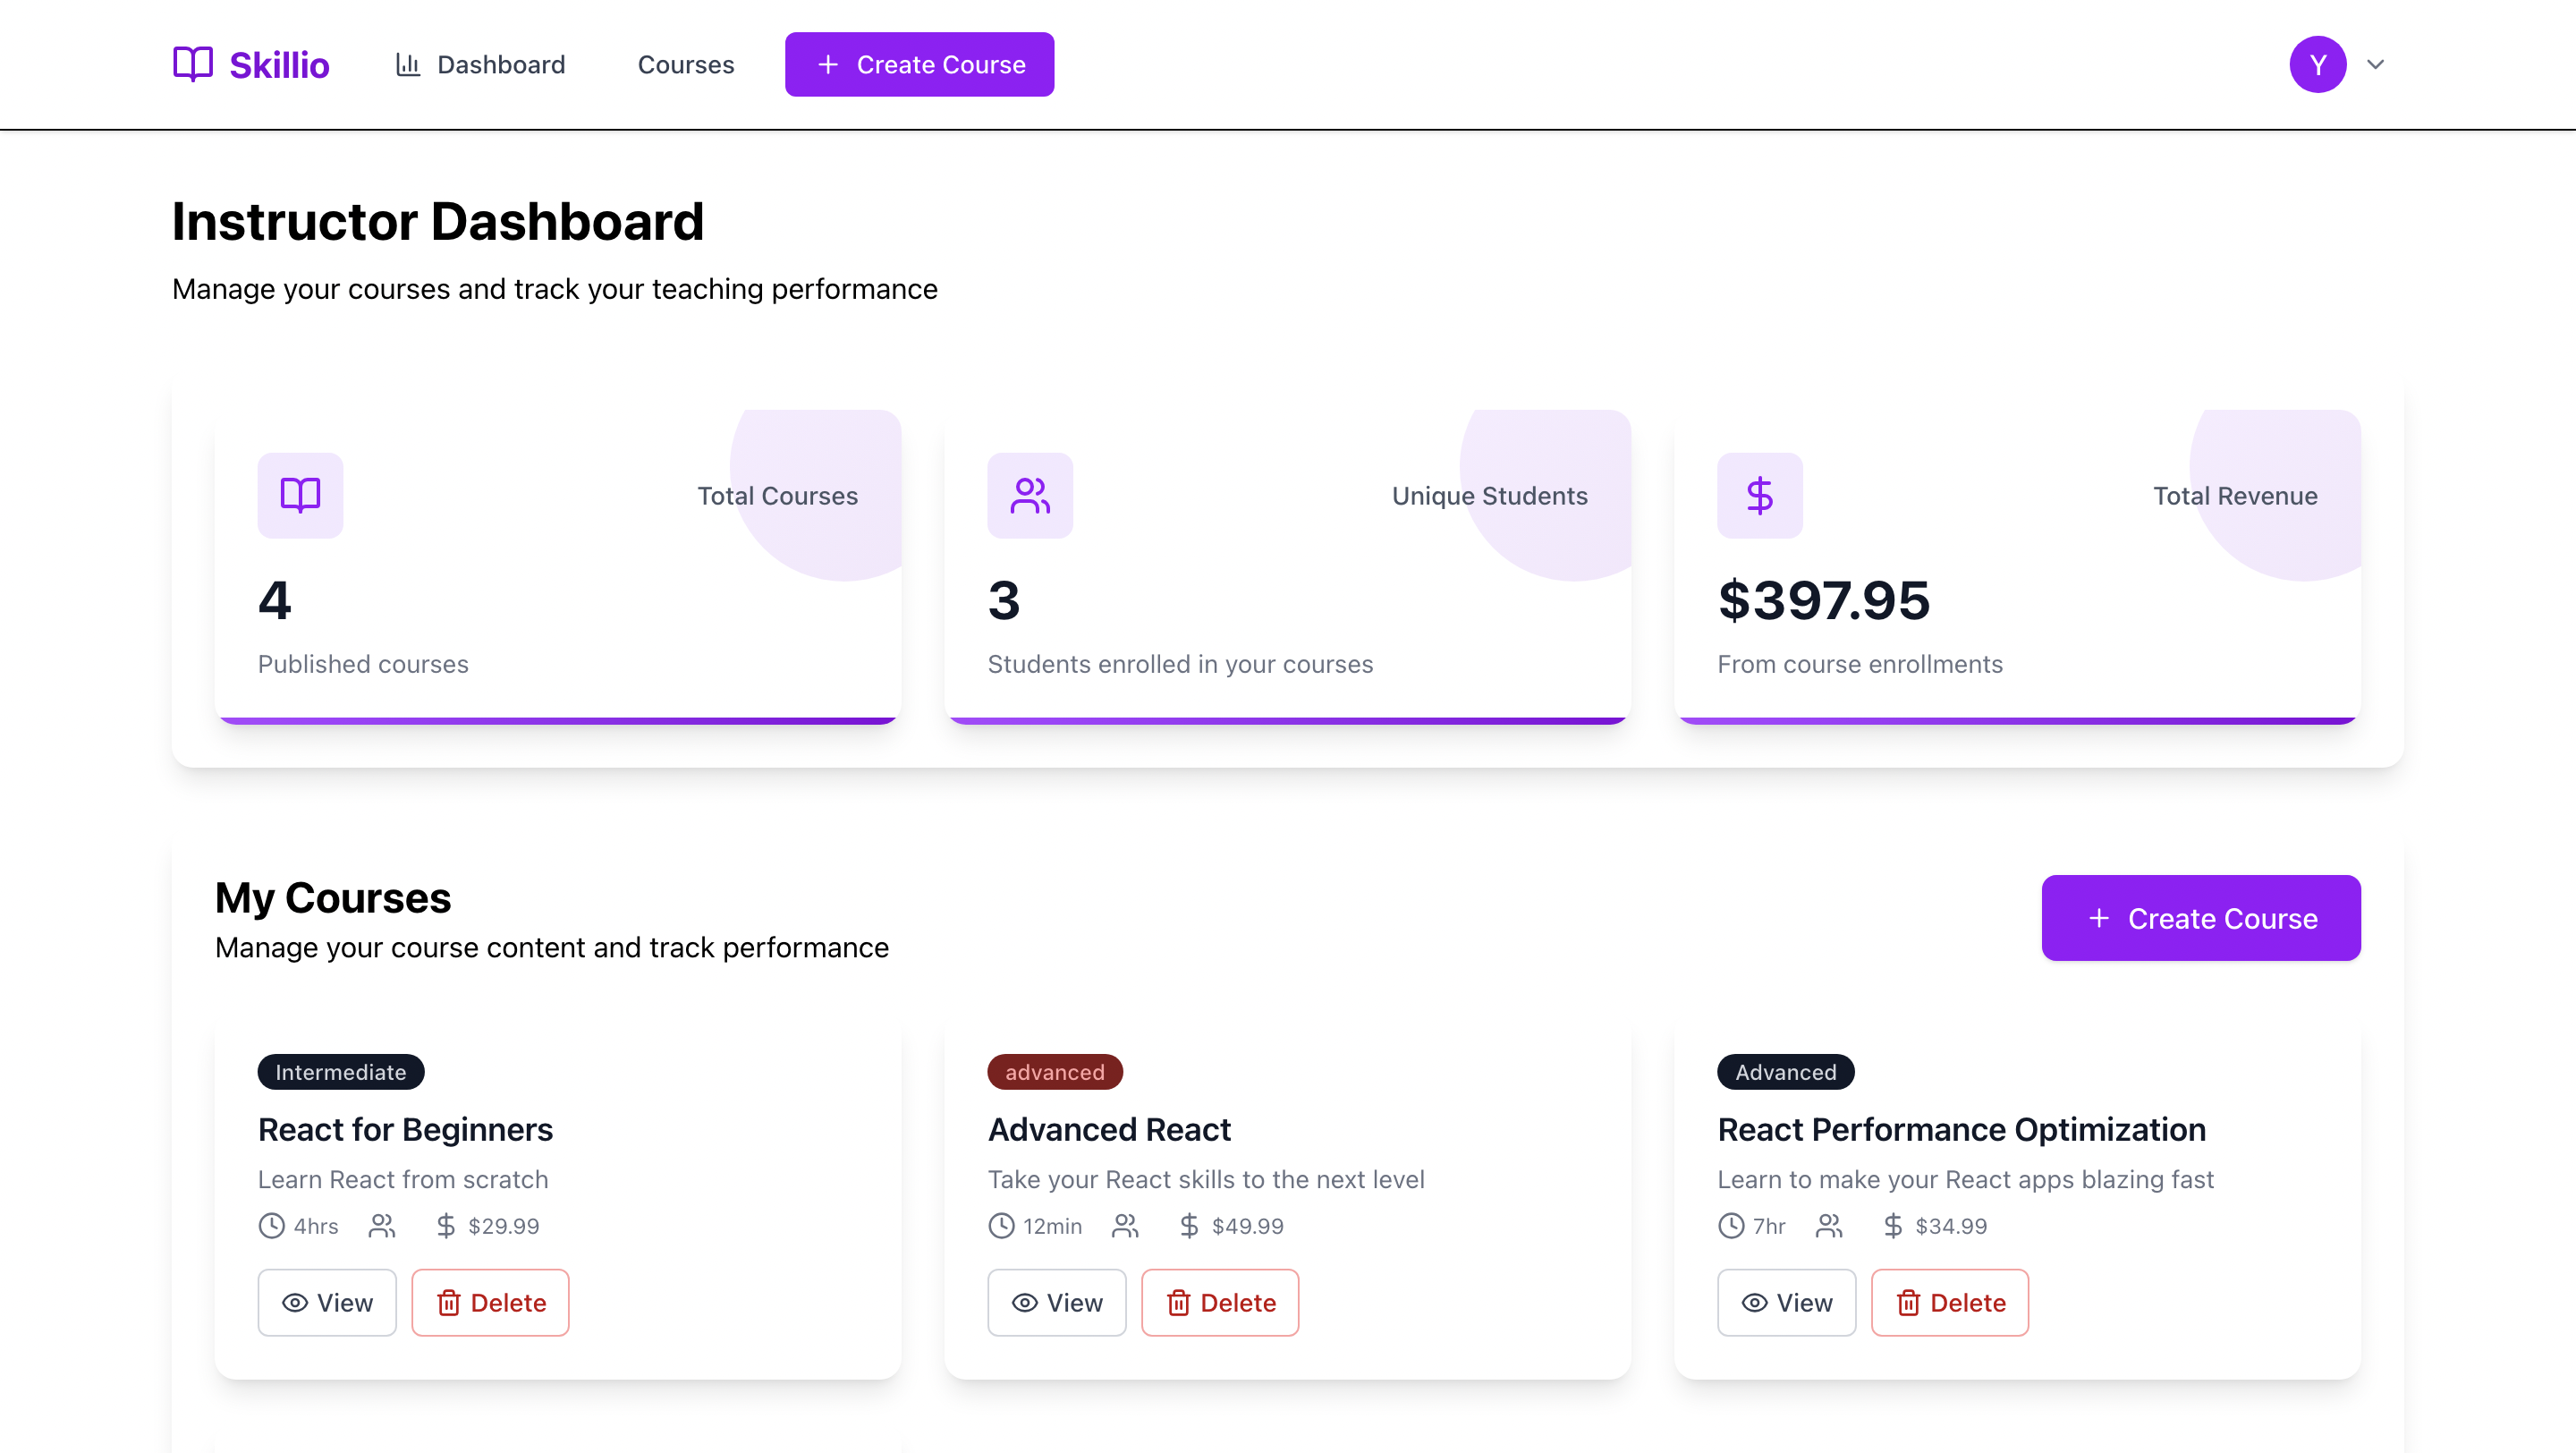 Skillio Dashboard Courses + Create Course Y
Instructor Dashboard
Manage your courses and track your teaching performance
Total Courses
4
Published courses
Unique Students
3
Students enrolled in your courses
$ Total Revenue
$397.95
From course enrollments
My Courses
Manage your course content and track performance
+ Create Course
Intermediate
React for Beginners
Learn React from scratch
4hrs $ $29.99
View Delete
advanced
Advanced React
Take your React skills to the next level
12min $ $49.99
View Delete
Advanced
React Performance Optimization
Learn to make your React apps blazing fast
7hr $ $34.99
View Delete